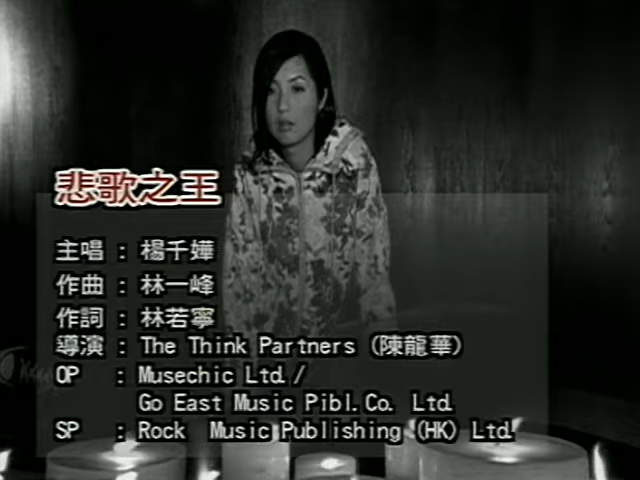 悲歌之王
主唱 : 楊千嬅
作曲 : 林一峰
作詞 : 林若寧
導演 : The Think Partners (陳龍華)
OP : Musechic Ltd./
Go East Music Pibl.Co. Ltd.
SP : Rock Music Publishing (HK) Ltd.